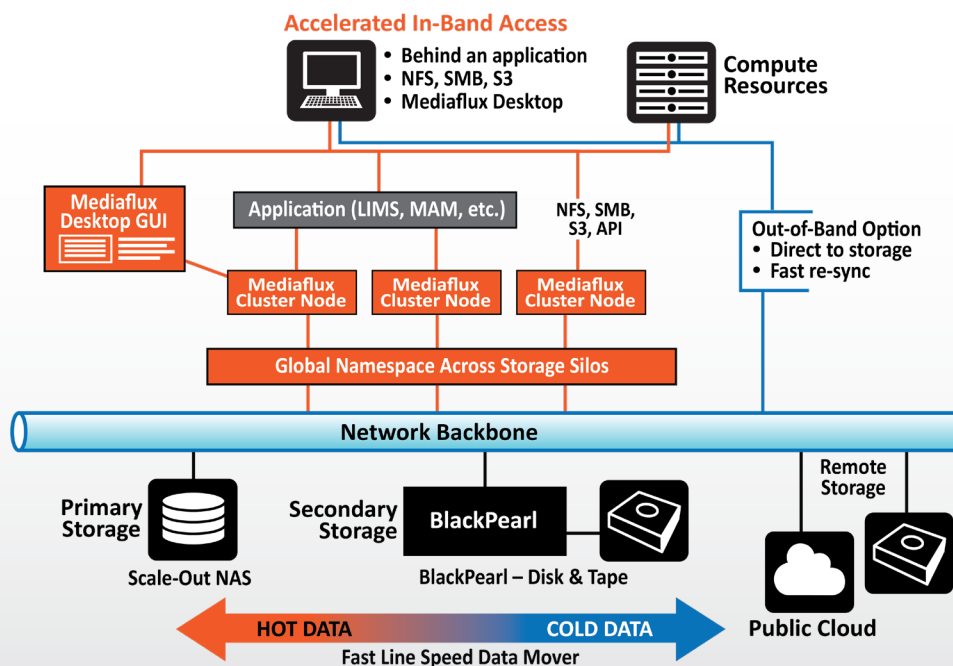 Accelerated In-Band Access
• Behind an application
• NFS, SMB, S3
• Mediaflux Desktop
Compute
Resources
Mediaflux
Desktop GUI
Application (LIMS, MAM, etc.)
NFS, SMB,
S3, API
Out-of-Band Option
• Direct to storage
• Fast re-sync
Mediaflux
Cluster Node
Mediaflux
Cluster Node
Mediaflux
Cluster Node
Global Namespace Across Storage Silos
Network Backbone
Primary
Storage
Scale-Out NAS
Secondary
Storage
BlackPearl
BlackPearl – Disk & Tape
Remote
Storage
Public Cloud
HOT DATA
COLD DATA
Fast Line Speed Data Mover